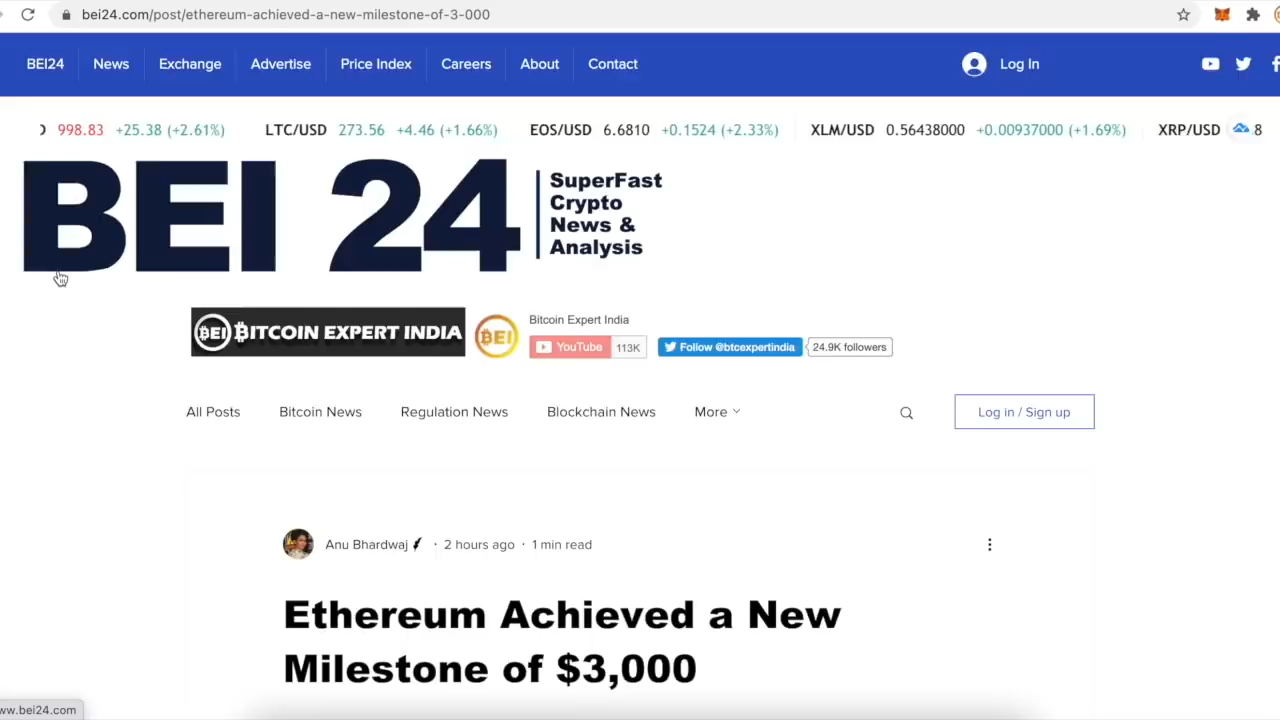 bei24.com/post/ethereum-achieved-a-new-milestone-of-3-000
BEI24 News Exchange Advertise Price Index Careers About Contact Log In
998.83 +25.38 (+2.61%) LTC/USD 273.56 +4.46 (+1.66%) EOS/USD 6.6810 +0.1524 (+2.33%) XLM/USD 0.56438000 +0.00937000 (+1.69%) XRP/USD 8
BEI 24
SuperFast
Crypto
News &
Analysis
BEI BITCOIN EXPERT INDIA
BEI
Bitcoin Expert India
YouTube 113K Follow @btcexpertindia 24.9K followers
All Posts Bitcoin News Regulation News Blockchain News More Log in / Sign up
Anu Bhardwaj · 2 hours ago · 1 min read
Ethereum Achieved a New
Milestone of $3,000
ww.bei24.com